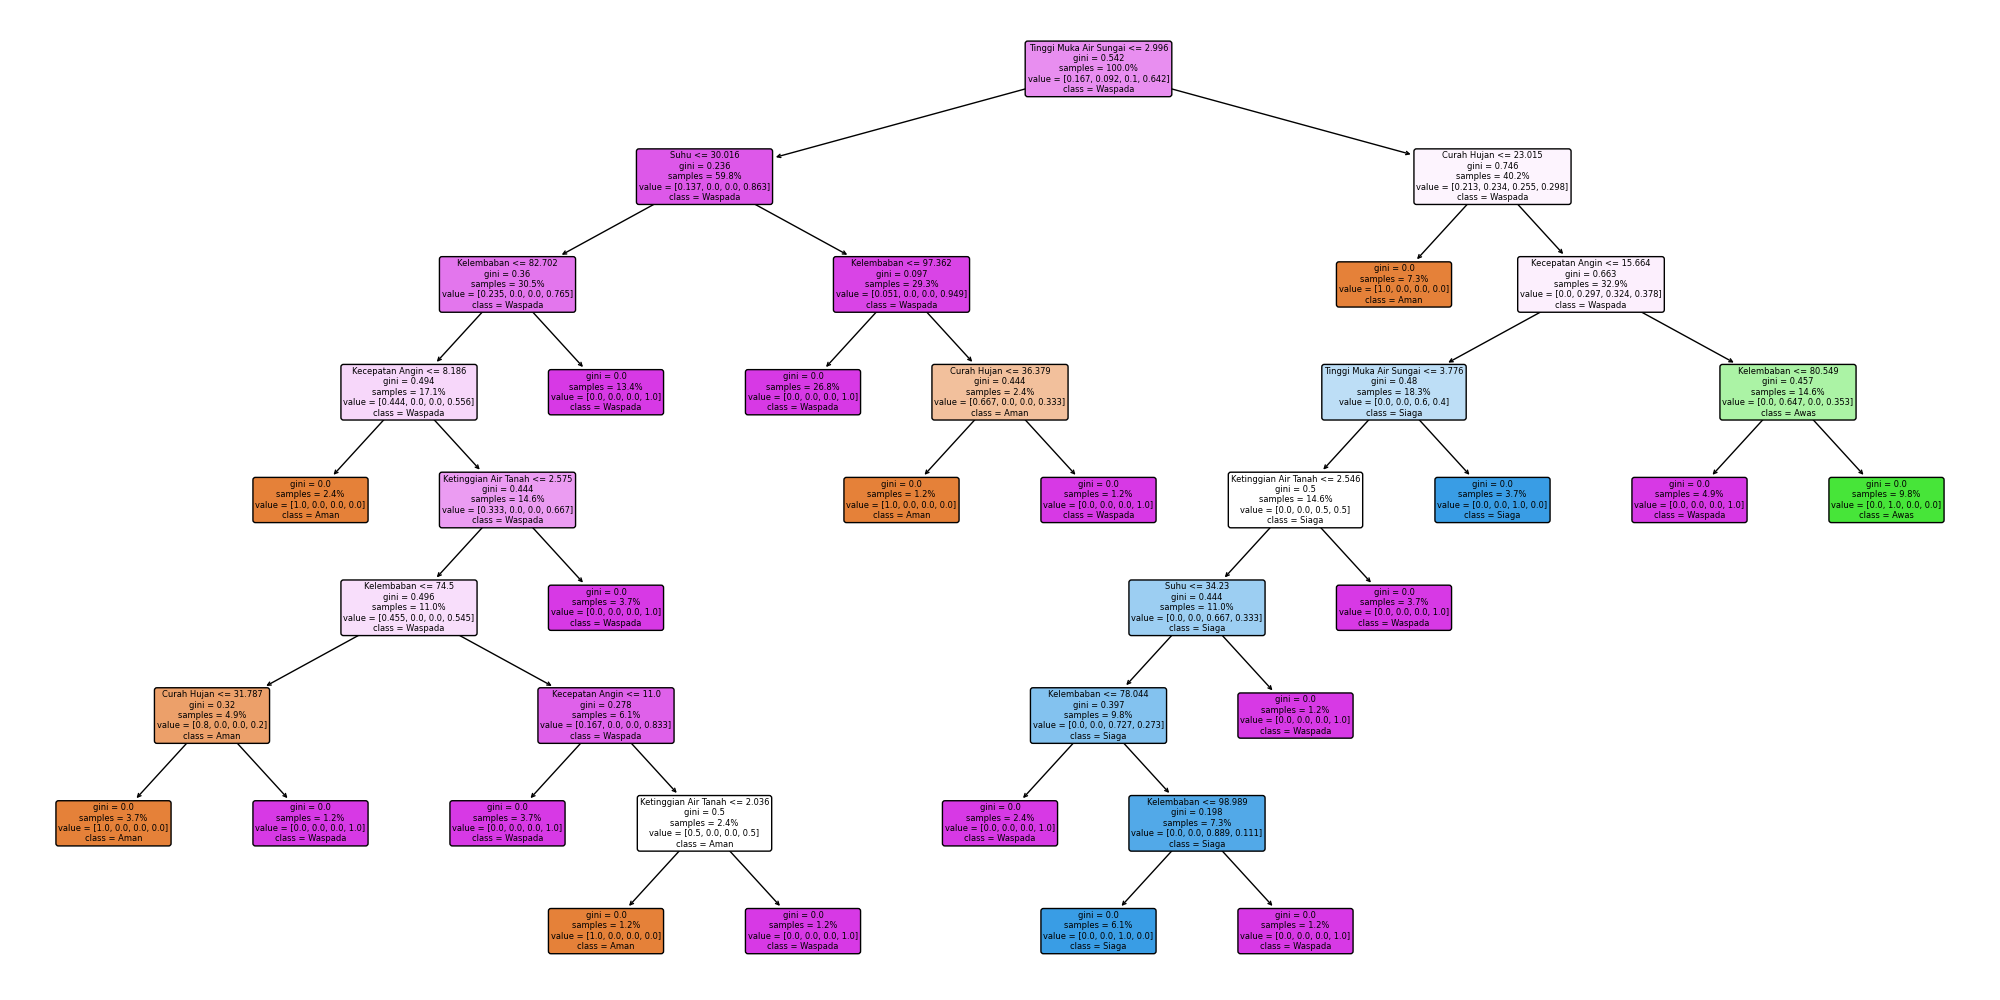 Tinggi Muka Air Sungai <= 2.996
gini = 0.542
samples = 100.0%
value = [0.167, 0.092, 0.1, 0.642]
class = Waspada
Suhu <= 30.016
gini = 0.236
samples = 59.8%
value = [0.137, 0.0, 0.0, 0.863]
class = Waspada
Curah Hujan <= 23.015
gini = 0.746
samples = 40.2%
value = [0.213, 0.234, 0.255, 0.298]
class = Waspada
Kelembaban <= 82.702
gini = 0.36
samples = 30.5%
value = [0.235, 0.0, 0.0, 0.765]
class = Waspada
Kelembaban <= 97.362
gini = 0.097
samples = 29.3%
value = [0.051, 0.0, 0.0, 0.949]
class = Waspada
gini = 0.0
samples = 7.3%
value = [1.0, 0.0, 0.0, 0.0]
class = Aman
Kecepatan Angin <= 15.664
gini = 0.663
samples = 32.9%
value = [0.0, 0.297, 0.324, 0.378]
class = Waspada
Kecepatan Angin <= 8.186
gini = 0.494
samples = 17.1%
value = [0.444, 0.0, 0.0, 0.556]
class = Waspada
gini = 0.0
samples = 13.4%
value = [0.0, 0.0, 0.0, 1.0]
class = Waspada
gini = 0.0
samples = 26.8%
value = [0.0, 0.0, 0.0, 1.0]
class = Waspada
Curah Hujan <= 36.379
gini = 0.444
samples = 2.4%
value = [0.667, 0.0, 0.0, 0.333]
class = Aman
Tinggi Muka Air Sungai <= 3.776
gini = 0.48
samples = 18.3%
value = [0.0, 0.0, 0.6, 0.4]
class = Siaga
Kelembaban <= 80.549
gini = 0.457
samples = 14.6%
value = [0.0, 0.647, 0.0, 0.353]
class = Awas
gini = 0.0
samples = 2.4%
value = [1.0, 0.0, 0.0, 0.0]
class = Aman
Ketinggian Air Tanah <= 2.575
gini = 0.444
samples = 14.6%
value = [0.333, 0.0, 0.0, 0.667]
class = Waspada
gini = 0.0
samples = 1.2%
value = [1.0, 0.0, 0.0, 0.0]
class = Aman
gini = 0.0
samples = 1.2%
value = [0.0, 0.0, 0.0, 1.0]
class = Waspada
Ketinggian Air Tanah <= 2.546
gini = 0.5
samples = 14.6%
value = [0.0, 0.0, 0.5, 0.5]
class = Siaga
gini = 0.0
samples = 3.7%
value = [0.0, 0.0, 1.0, 0.0]
class = Siaga
gini = 0.0
samples = 4.9%
value = [0.0, 0.0, 0.0, 1.0]
class = Waspada
gini = 0.0
samples = 9.8%
value = [0.0, 1.0, 0.0, 0.0]
class = Awas
Kelembaban <= 74.5
gini = 0.496
samples = 11.0%
value = [0.455, 0.0, 0.0, 0.545]
class = Waspada
gini = 0.0
samples = 3.7%
value = [0.0, 0.0, 0.0, 1.0]
class = Waspada
Suhu <= 34.23
gini = 0.444
samples = 11.0%
value = [0.0, 0.0, 0.667, 0.333]
class = Siaga
gini = 0.0
samples = 3.7%
value = [0.0, 0.0, 0.0, 1.0]
class = Waspada
Curah Hujan <= 31.787
gini = 0.32
samples = 4.9%
value = [0.8, 0.0, 0.0, 0.2]
class = Aman
Kecepatan Angin <= 11.0
gini = 0.278
samples = 6.1%
value = [0.167, 0.0, 0.0, 0.833]
class = Waspada
Kelembaban <= 78.044
gini = 0.397
samples = 9.8%
value = [0.0, 0.0, 0.727, 0.273]
class = Siaga
gini = 0.0
samples = 1.2%
value = [0.0, 0.0, 0.0, 1.0]
class = Waspada
gini = 0.0
samples = 3.7%
value = [1.0, 0.0, 0.0, 0.0]
class = Aman
gini = 0.0
samples = 1.2%
value = [0.0, 0.0, 0.0, 1.0]
class = Waspada
gini = 0.0
samples = 3.7%
value = [0.0, 0.0, 0.0, 1.0]
class = Waspada
Ketinggian Air Tanah <= 2.036
gini = 0.5
samples = 2.4%
value = [0.5, 0.0, 0.0, 0.5]
class = Aman
gini = 0.0
samples = 2.4%
value = [0.0, 0.0, 0.0, 1.0]
class = Waspada
Kelembaban <= 98.989
gini = 0.198
samples = 7.3%
value = [0.0, 0.0, 0.889, 0.111]
class = Siaga
gini = 0.0
samples = 1.2%
value = [1.0, 0.0, 0.0, 0.0]
class = Aman
gini = 0.0
samples = 1.2%
value = [0.0, 0.0, 0.0, 1.0]
class = Waspada
gini = 0.0
samples = 6.1%
value = [0.0, 0.0, 1.0, 0.0]
class = Siaga
gini = 0.0
samples = 1.2%
value = [0.0, 0.0, 0.0, 1.0]
class = Waspada